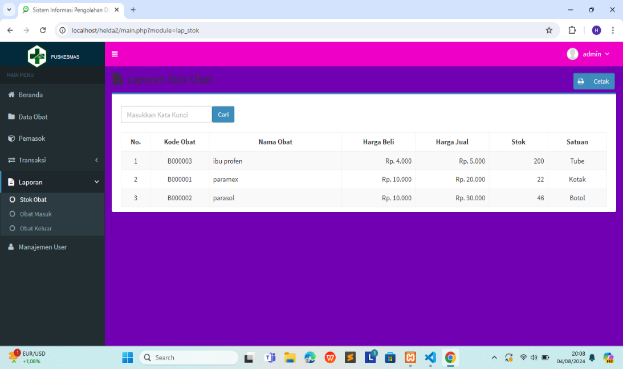 Sistem Informasi Pengolahan D
localhost/helda2/main.php?module=lap_stok
H
PUSKESMAS
admin
MAIN MENU
Laporan Stok Obat
Cetak
Beranda
Data Obat
Pemasok
Transaksi
Laporan
Stok Obat
Obat Masuk
Obat Keluar
Manajemen User
Masukkan Kata Kunci
Cari
No. Kode Obat Nama Obat Harga Beli Harga Jual Stok Satuan
1 B000003 ibu profen Rp. 4.000 Rp. 5.000 200 Tube
2 B000001 paramex Rp. 10.000 Rp. 20.000 22 Kotak
3 B000002 parasol Rp. 10.000 Rp. 30.000 46 Botol
EUR/USD
+1,08%
Search
20:08
04/08/2024